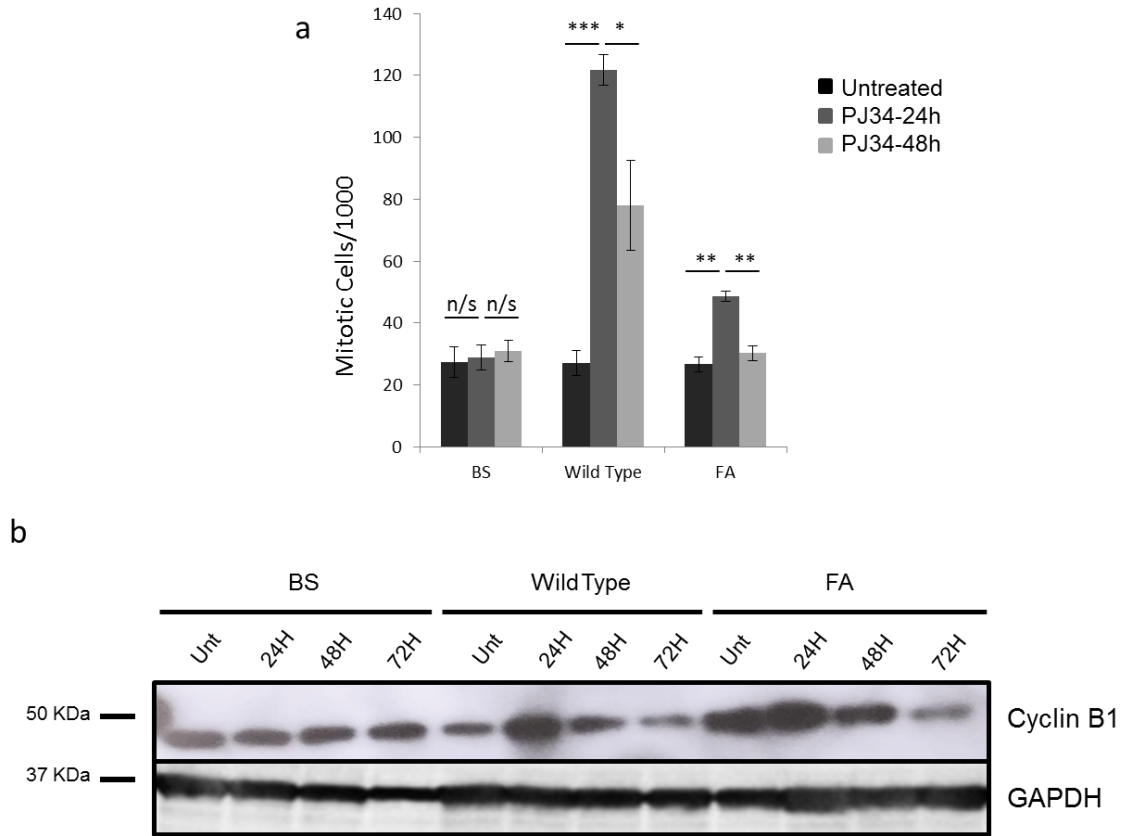 a
140
120
100
80
60
40
20
0
Mitotic Cells/1000
n/s n/s
*** *
** **
BS Wild Type FA
Untreated
PJ34-24h
PJ34-48h
b
BS Wild Type FA
Unt 24H 48H 72H Unt 24H 48H 72H Unt 24H 48H 72H
50 KDa
Cyclin B1
37 KDa
GAPDH